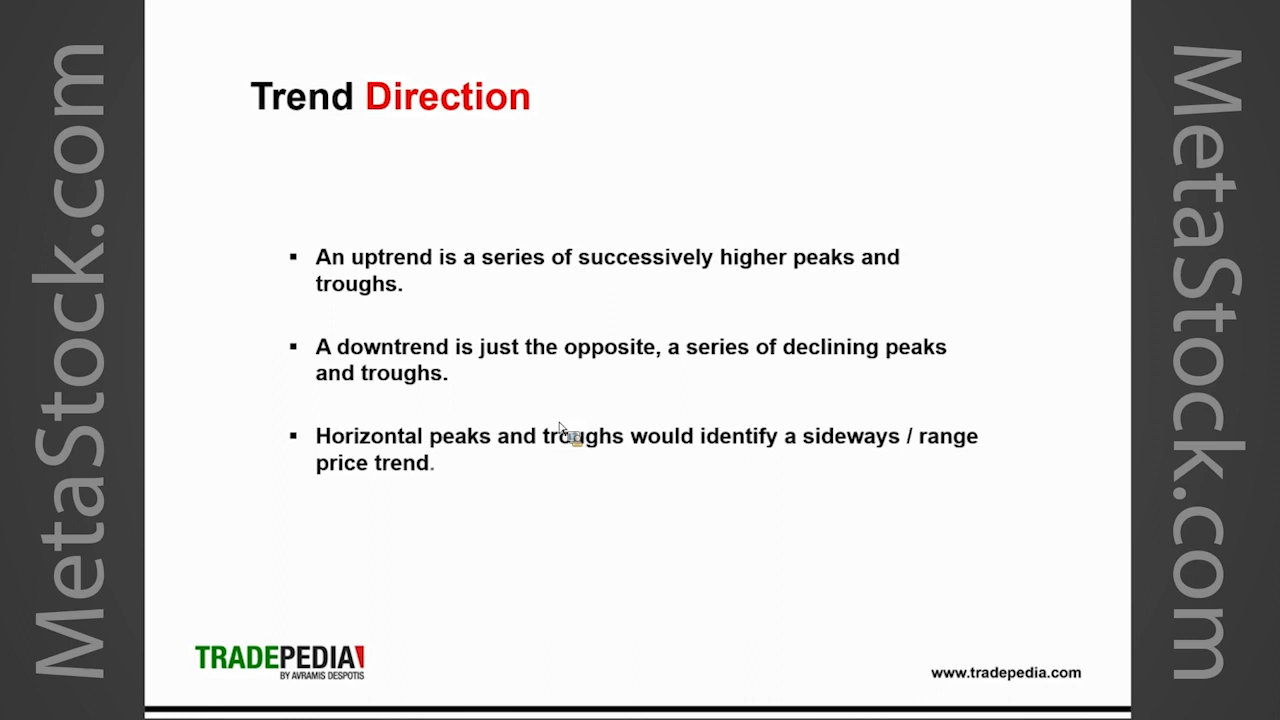 MetaStock.com
Trend Direction
▪ An uptrend is a series of successively higher peaks and
troughs.
▪ A downtrend is just the opposite, a series of declining peaks
and troughs.
▪ Horizontal peaks and troughs would identify a sideways / range
price trend.
TRADEPEDIA
BY AVRAMIS DESPOTIS
www.tradepedia.com
MetaStock.com